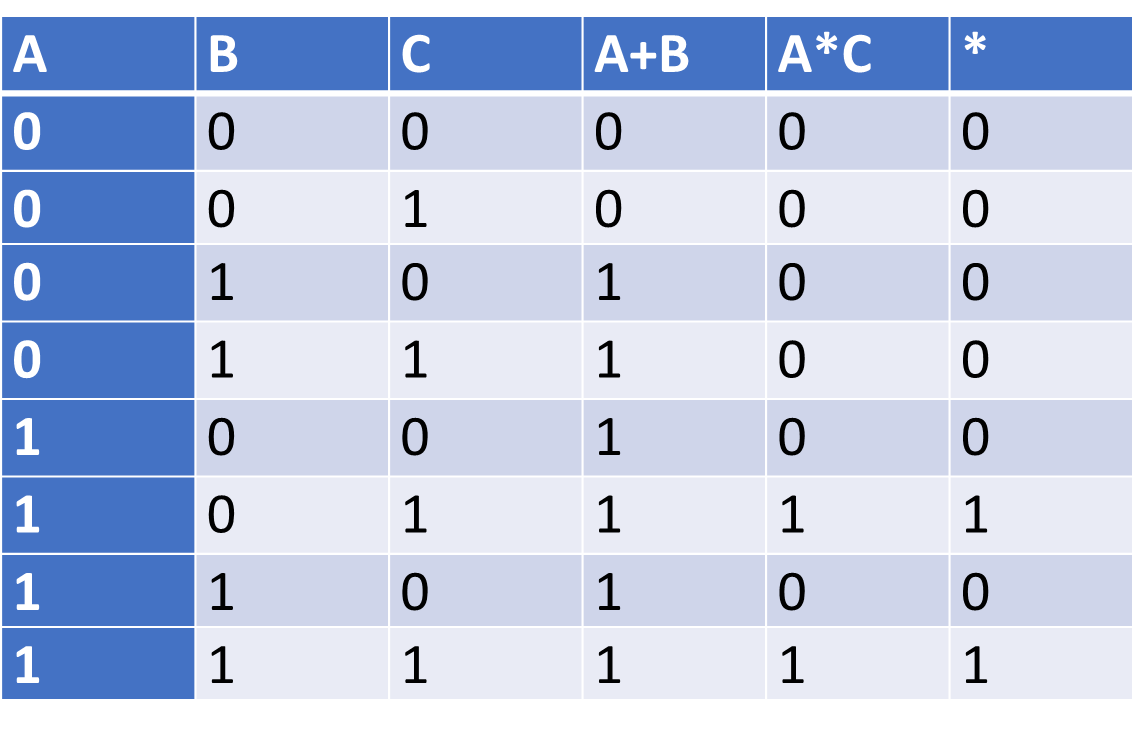 A B C A+B A*C *
0 0 0 0 0 0
0 0 1 0 0 0
0 1 0 1 0 0
0 1 1 1 0 0
1 0 0 1 0 0
1 0 1 1 1 1
1 1 0 1 0 0
1 1 1 1 1 1